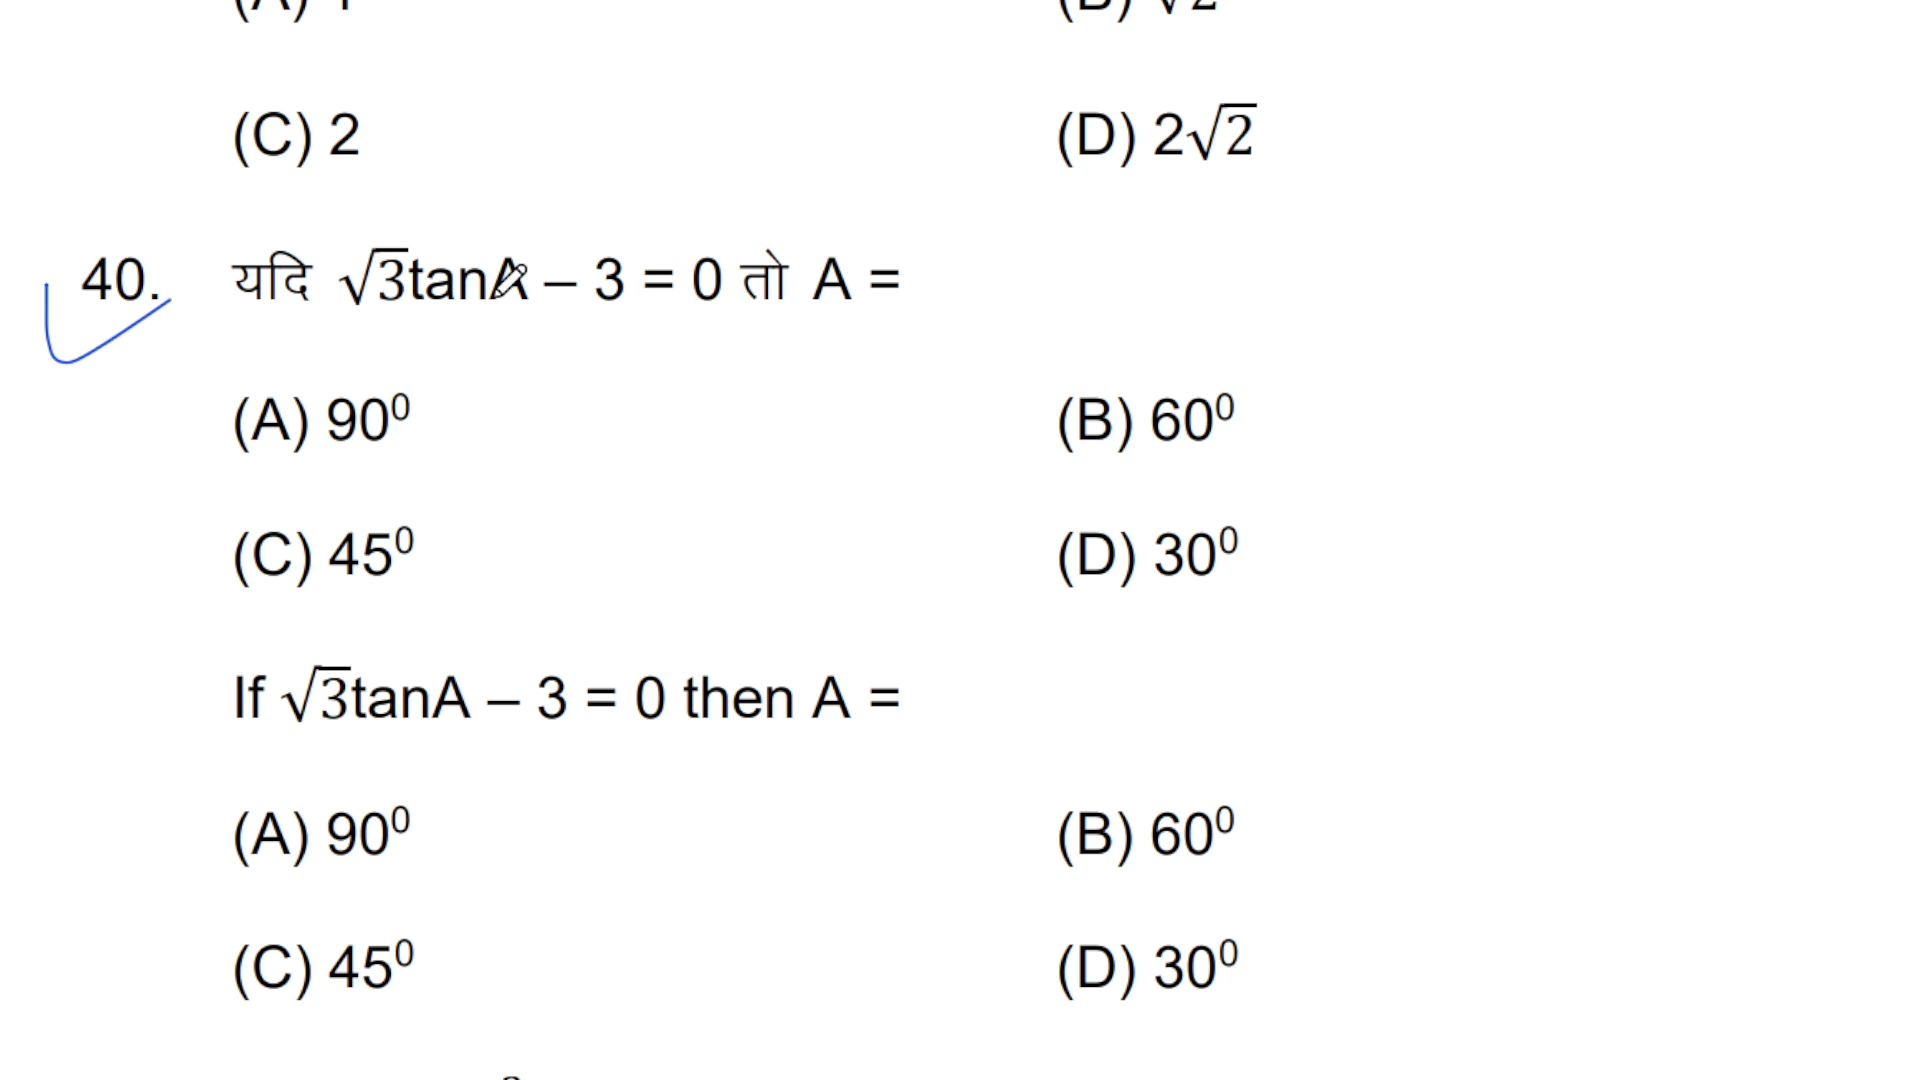 (C) 2 (D) 2√2
40. यदि √3tanA – 3 = 0 तो A =
(A) 90⁰ (B) 60⁰
(C) 45⁰ (D) 30⁰
If √3tanA – 3 = 0 then A =
(A) 90⁰ (B) 60⁰
(C) 45⁰ (D) 30⁰